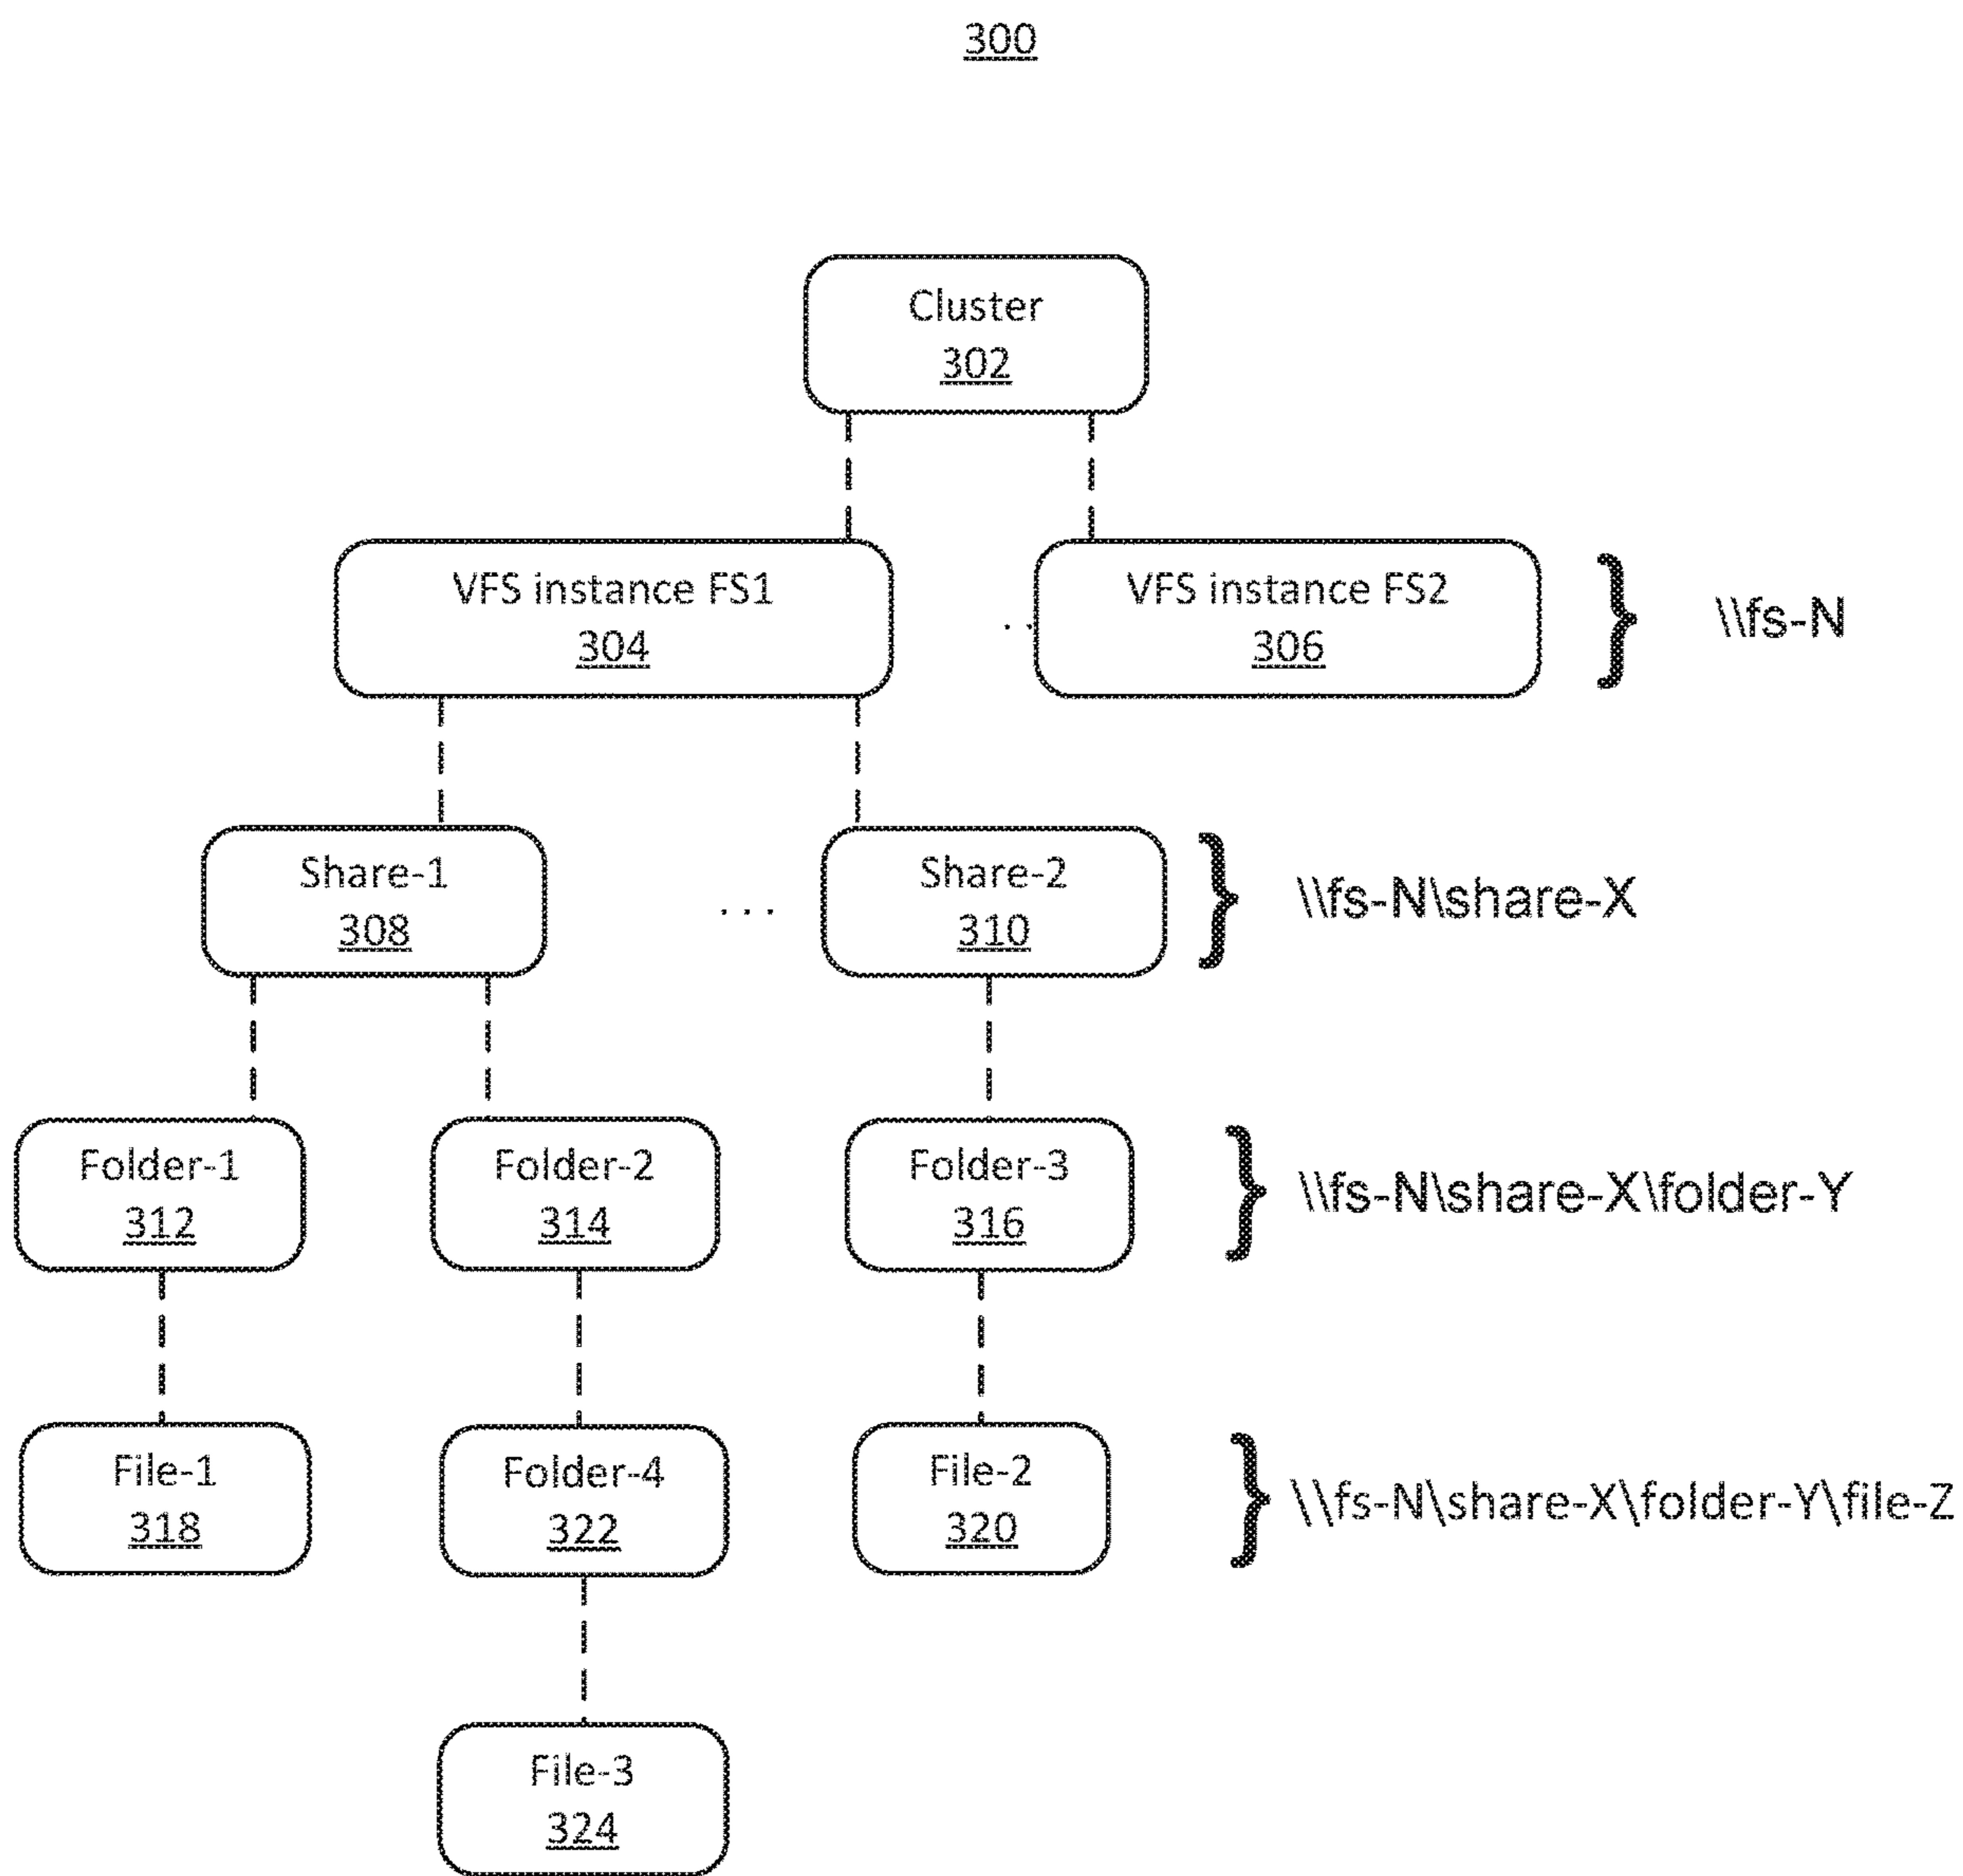 300
Cluster
302
VFS instance FS1
304
. .
VFS instance FS2
306
} \\fs-N
Share-1
308
. . .
Share-2
310
} \\fs-N\share-X
Folder-1
312
Folder-2
314
Folder-3
316
} \\fs-N\share-X\folder-Y
File-1
318
Folder-4
322
File-2
320
} \\fs-N\share-X\folder-Y\file-Z
File-3
324